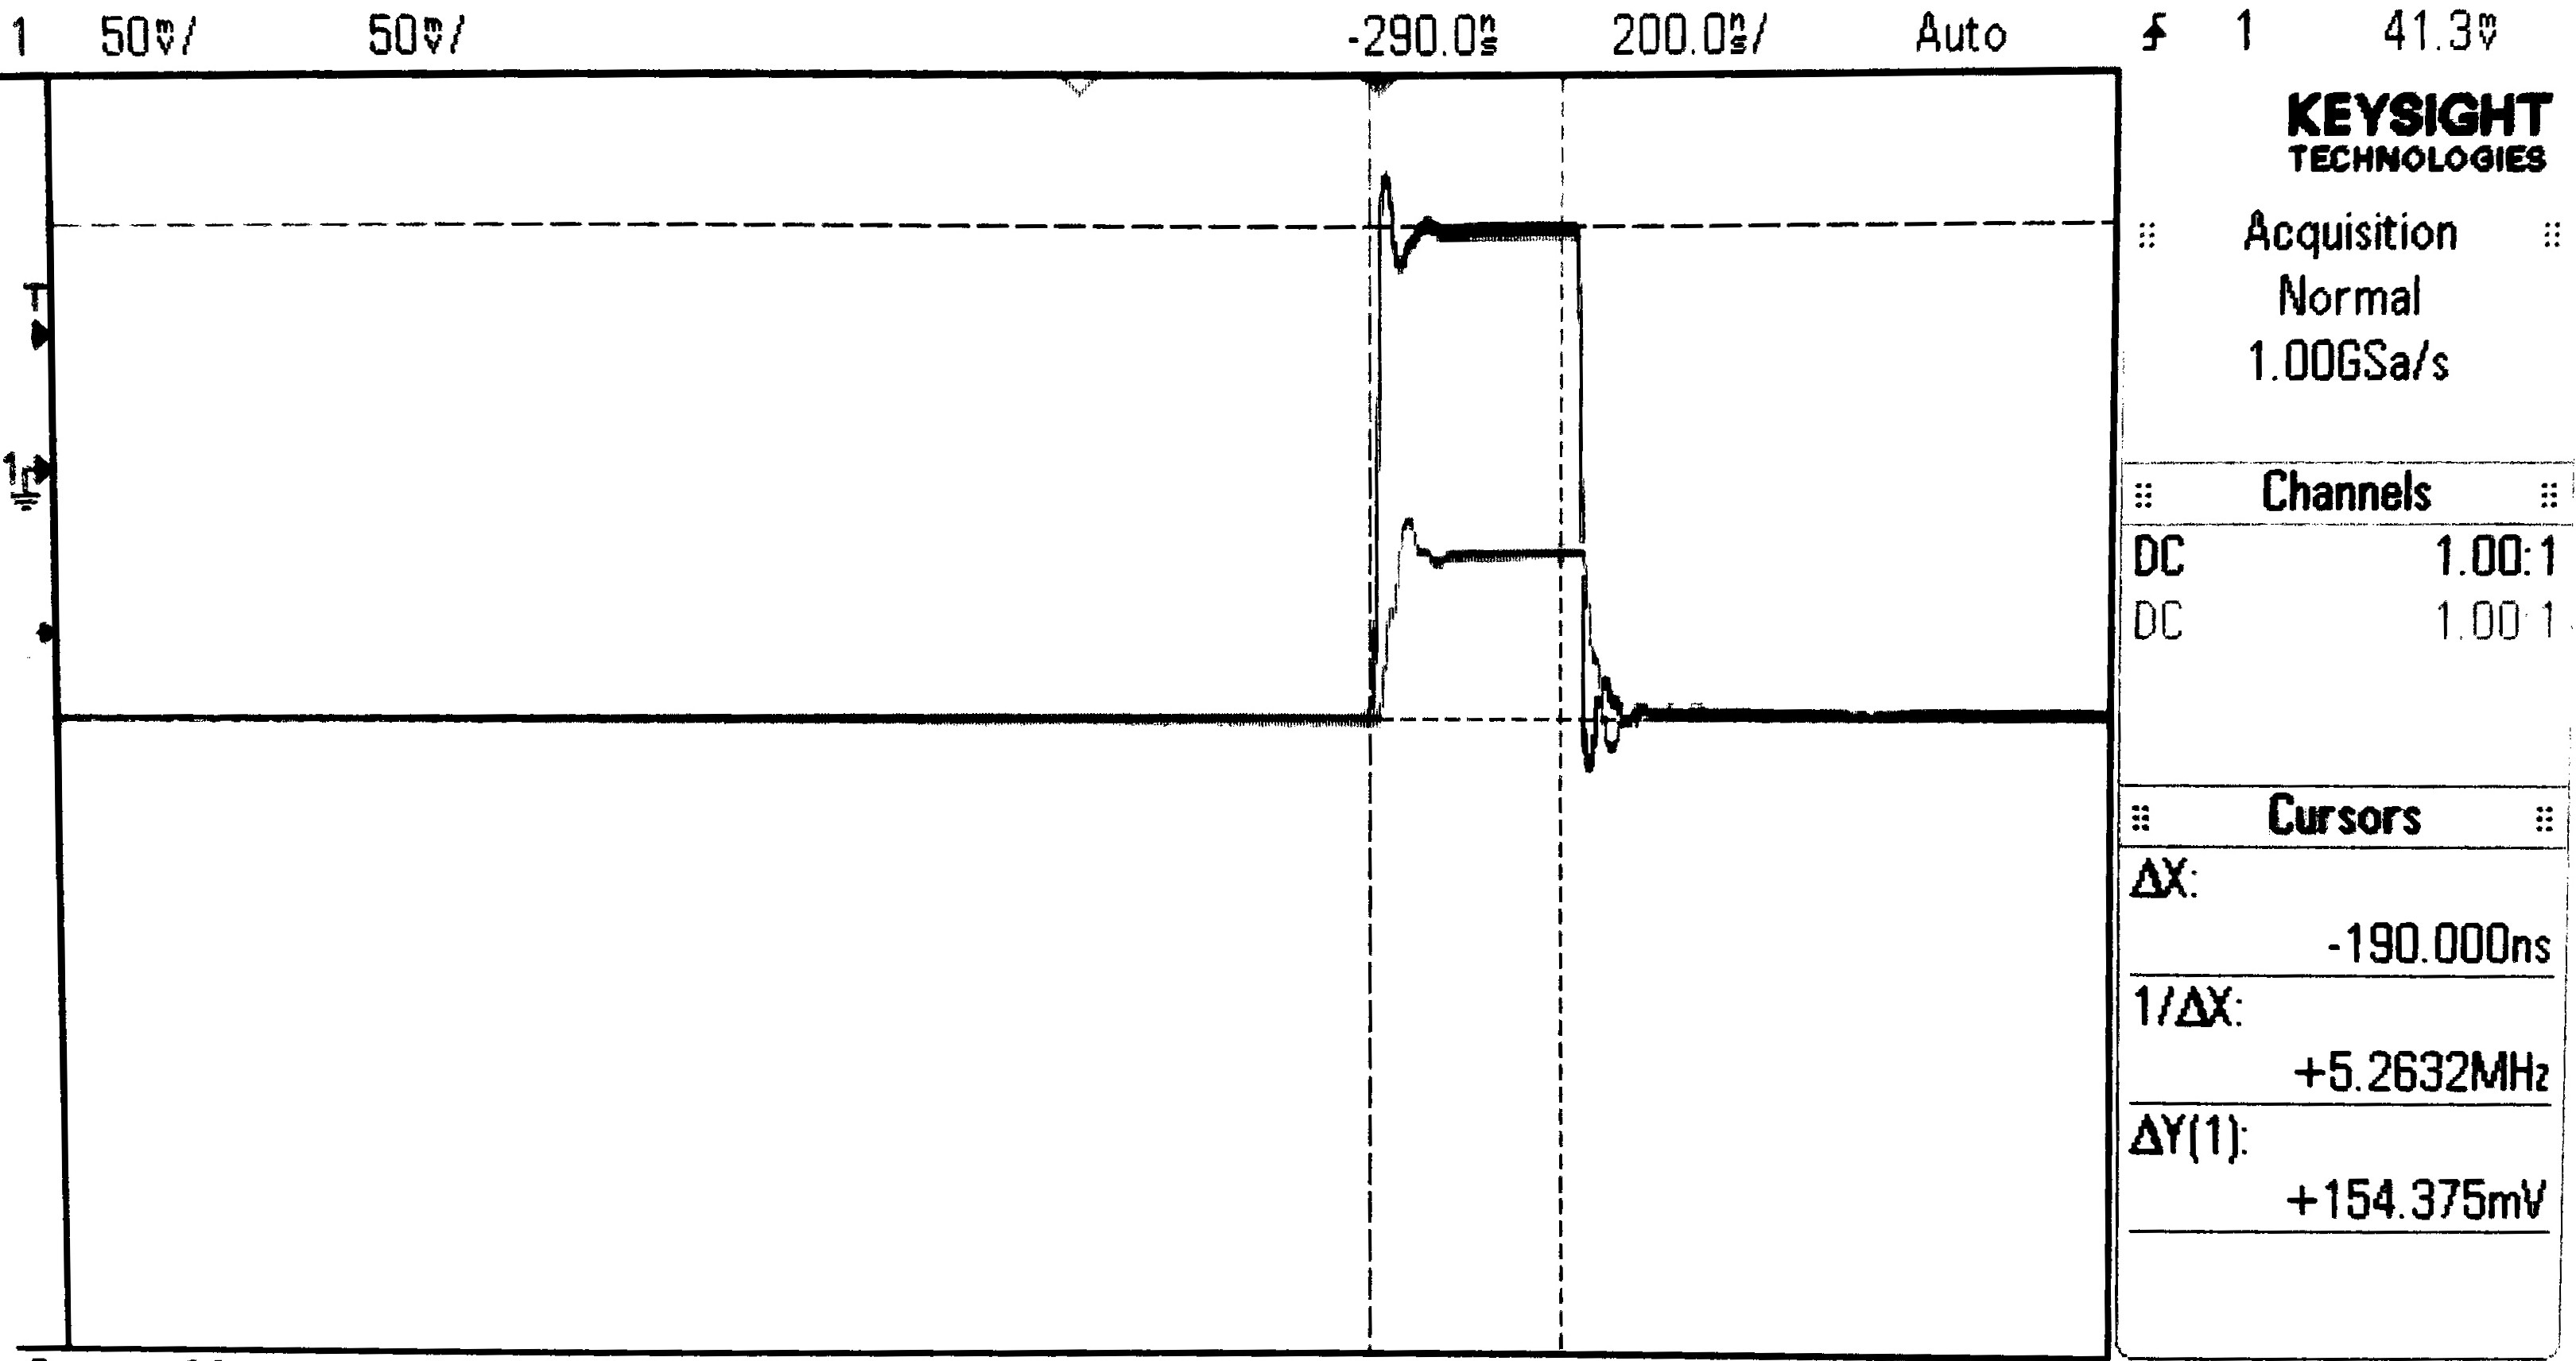 1 50mV/ 50mV/ -290.0ns 200.0ns/ Auto 1 41.3mV
KEYSIGHT
TECHNOLOGIES
Acquisition
Normal
1.00GSa/s
T
1
Channels
DC 1.00:1
DC 1.00:1
Cursors
ΔX:
-190.000ns
1/ΔX:
+5.2632MHz
ΔY(1):
+154.375mV